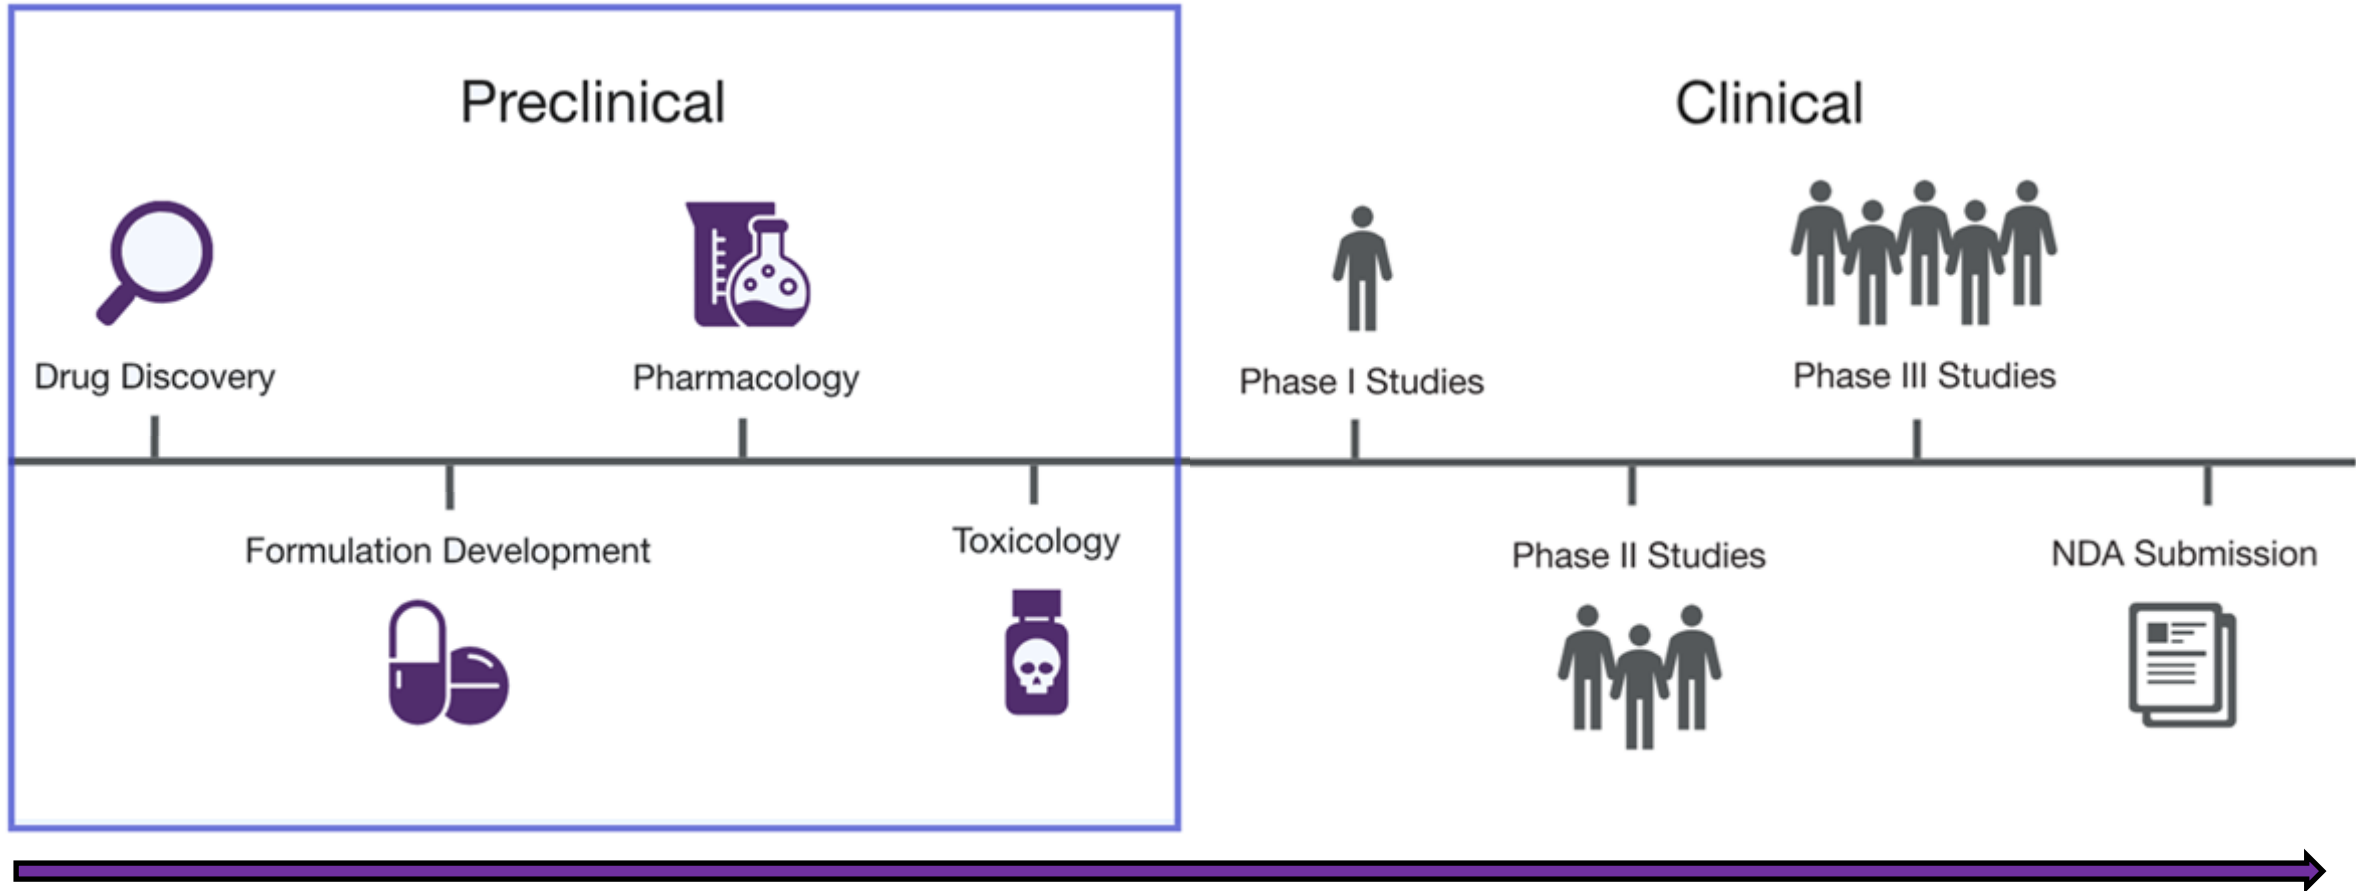 Preclinical
Clinical
Drug Discovery
Pharmacology
Phase I Studies
Phase III Studies
Formulation Development
Toxicology
Phase II Studies
NDA Submission